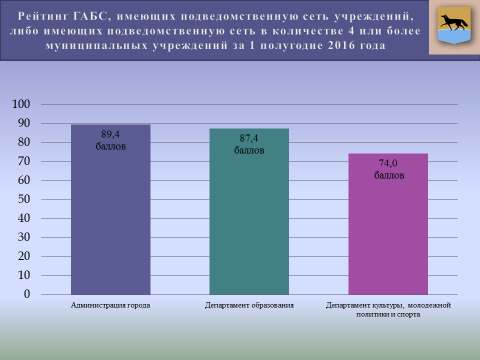 Рейтинг ГАБС, имеющих подведомственную сеть учреждений,
либо имеющих подведомственную сеть в количестве 4 или более
муниципальных учреждений за 1 полугодие 2016 года
100
90
80
70
60
50
40
30
20
10
0
89,4
баллов
87,4
баллов
74,0
баллов
Администрация города
Департамент образования
Департамент культуры, молодежной
политики и спорта